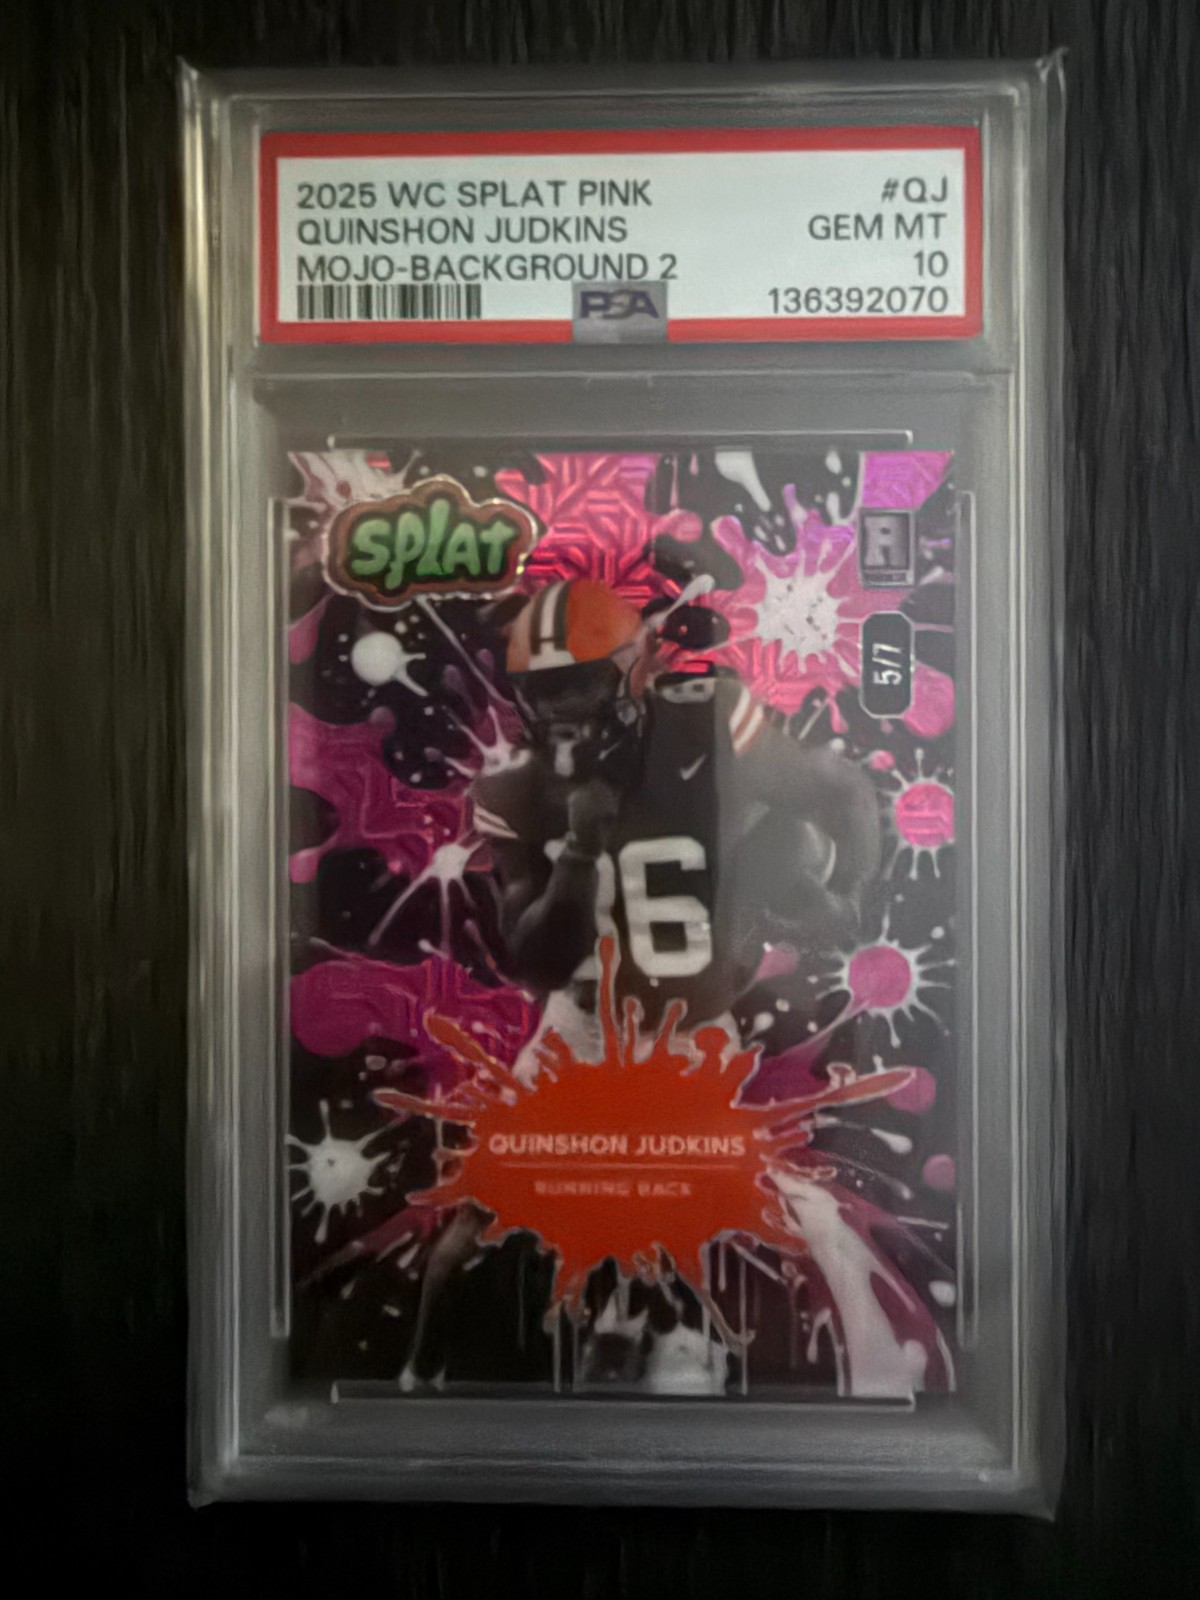 2025 WC SPLAT PINK #QJ
QUINSHON JUDKINS GEM MT
MOJO-BACKGROUND 2 10
PSA 136392070
SPLAT
R
5/7
6
QUINSHON JUDKINS
RUNNING BACK